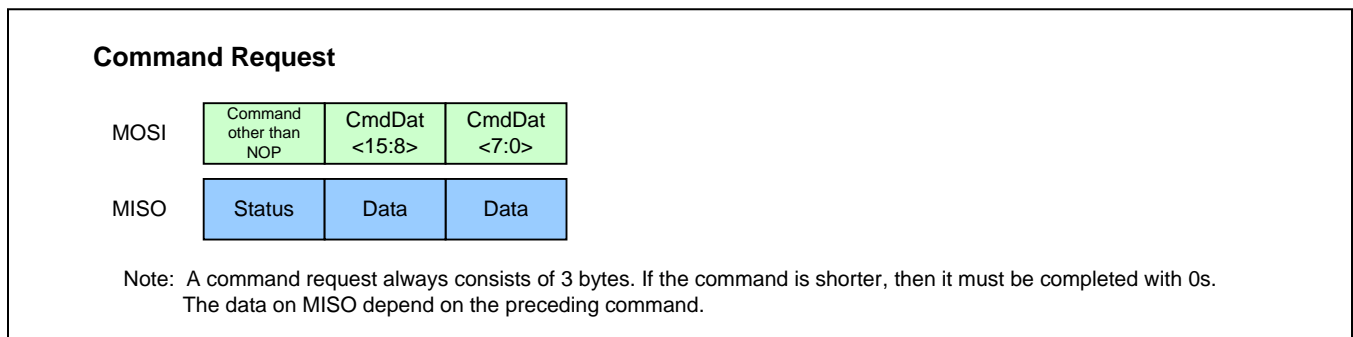 Command Request
MOSI
Command
other than
NOP
CmdDat
<15:8>
CmdDat
<7:0>
MISO
Status
Data
Data
Note: A command request always consists of 3 bytes. If the command is shorter, then it must be completed with 0s.
The data on MISO depend on the preceding command.